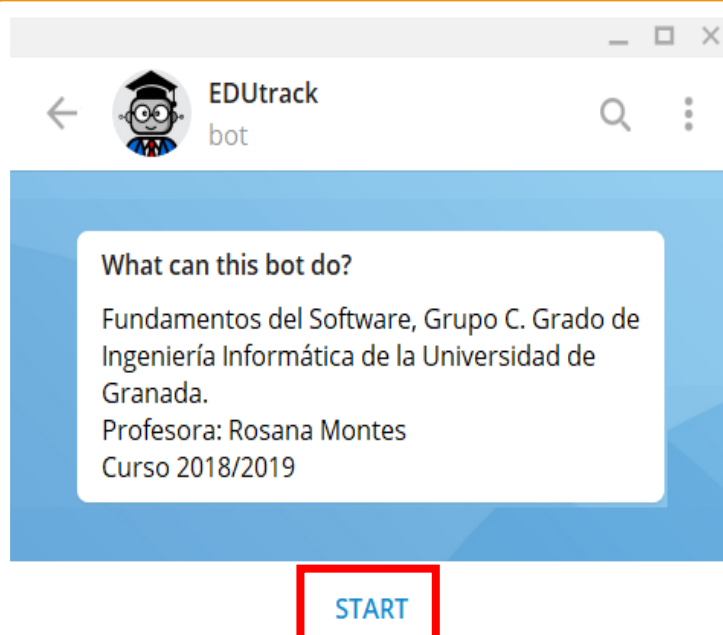 EDUtrack
bot
What can this bot do?
Fundamentos del Software, Grupo C. Grado de
Ingeniería Informática de la Universidad de
Granada.
Profesora: Rosana Montes
Curso 2018/2019
START